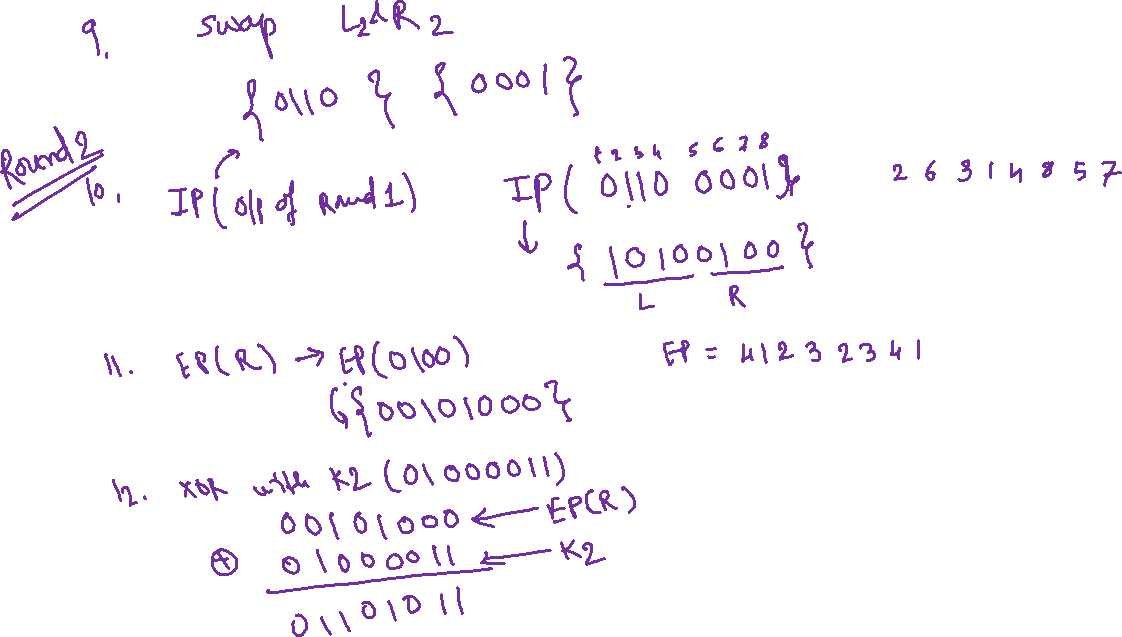 9. swap L2 & R2
{ 0110 } { 0001 }
Round 2
1 2 3 4 5 6 7 8
10. IP( o/p of Round 1) IP( 0110 0001 } 2 6 3 1 4 8 5 7
↓ { 10100100 }
L R
11. EP(R) → EP(0100) EP = 4 1 2 3 2 3 4 1
{ 00101000 }
12. XOR with K2 (01000011)
00101000 ← EP(R)
⊕ 01000011 ← K2
01101011